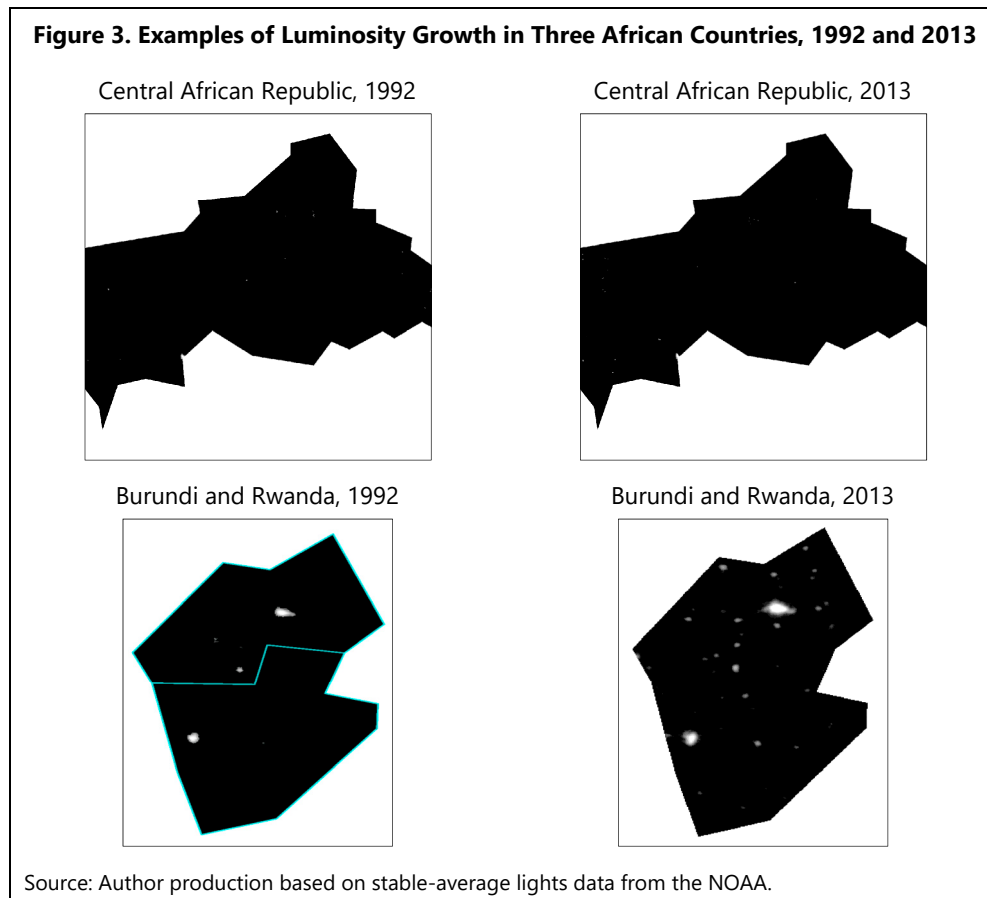 Figure 3. Examples of Luminosity Growth in Three African Countries, 1992 and 2013
Central African Republic, 1992
Central African Republic, 2013
Burundi and Rwanda, 1992
Burundi and Rwanda, 2013
Source: Author production based on stable-average lights data from the NOAA.